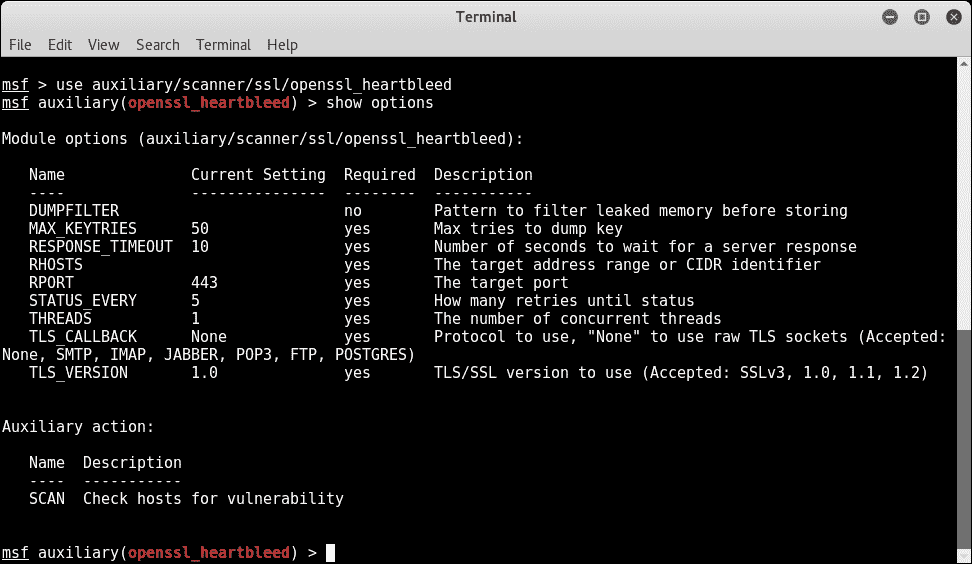 Terminal
File Edit View Search Terminal Help
msf > use auxiliary/scanner/ssl/openssl_heartbleed
msf auxiliary(openssl_heartbleed) > show options
Module options (auxiliary/scanner/ssl/openssl_heartbleed):
Name Current Setting Required Description
---- --------------- -------- -----------
DUMPFILTER no Pattern to filter leaked memory before storing
MAX_KEYTRIES 50 yes Max tries to dump key
RESPONSE_TIMEOUT 10 yes Number of seconds to wait for a server response
RHOSTS yes The target address range or CIDR identifier
RPORT 443 yes The target port
STATUS_EVERY 5 yes How many retries until status
THREADS 1 yes The number of concurrent threads
TLS_CALLBACK None yes Protocol to use, "None" to use raw TLS sockets (Accepted:
None, SMTP, IMAP, JABBER, POP3, FTP, POSTGRES)
TLS_VERSION 1.0 yes TLS/SSL version to use (Accepted: SSLv3, 1.0, 1.1, 1.2)
Auxiliary action:
Name Description
---- -----------
SCAN Check hosts for vulnerability
msf auxiliary(openssl_heartbleed) >